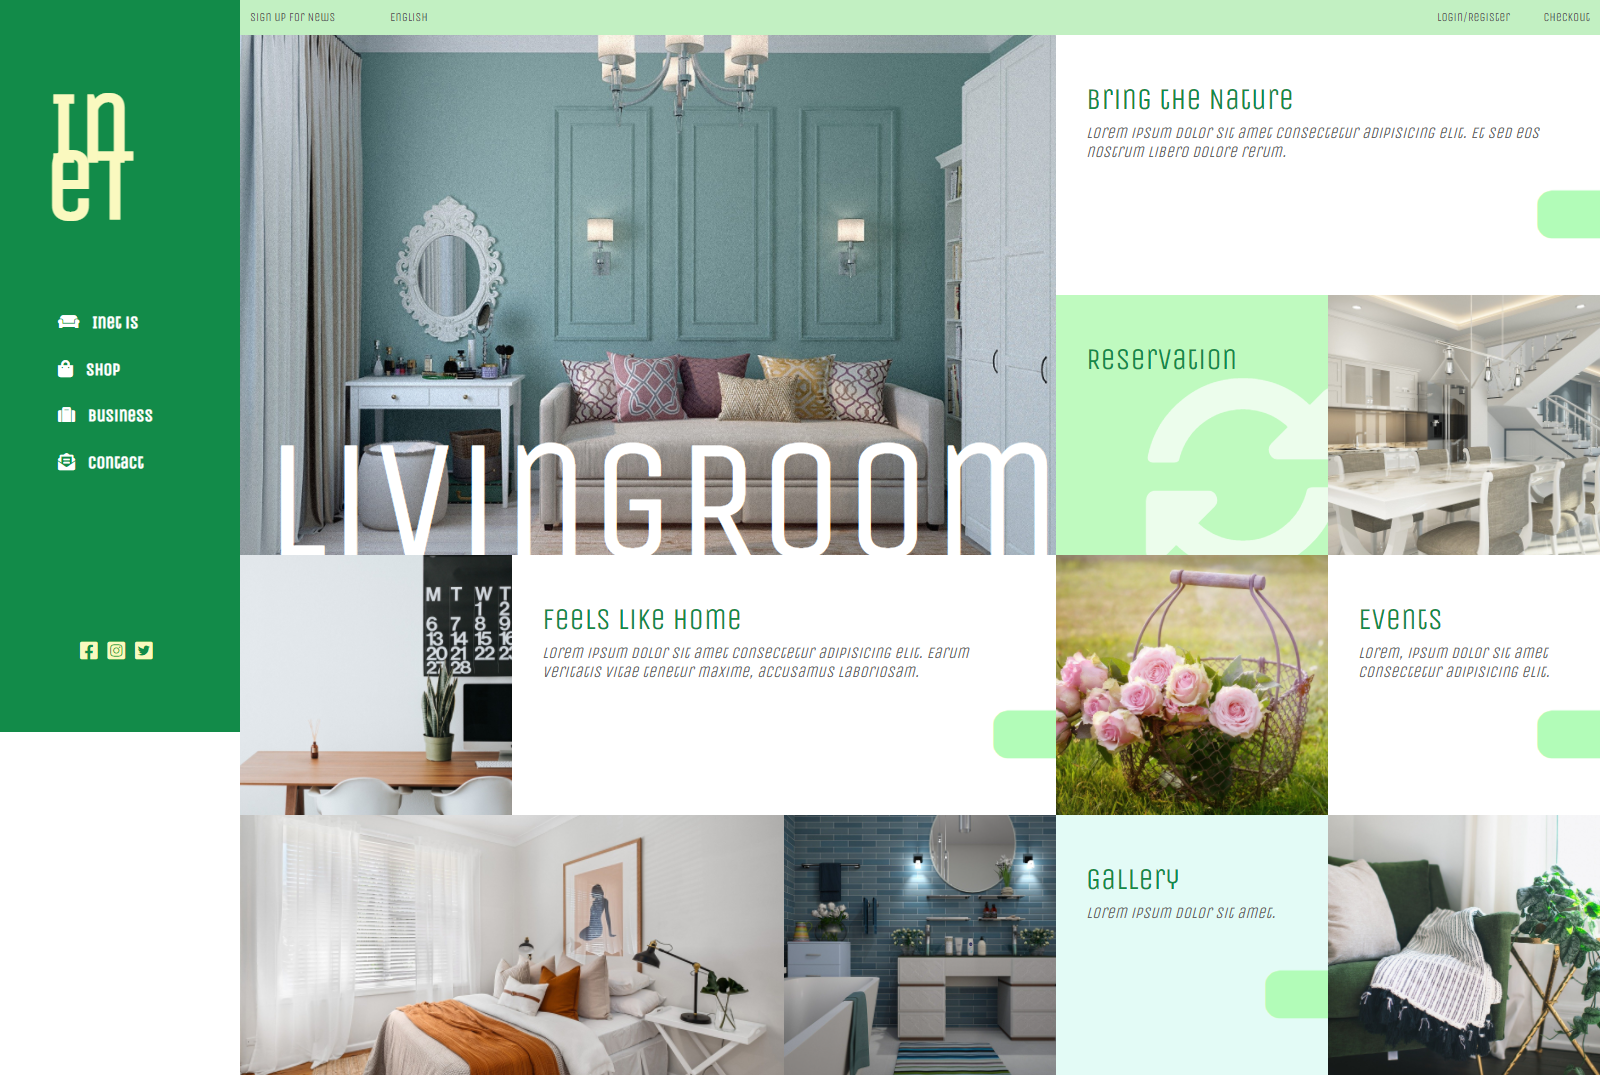 Sign up for News
English
Login/Register
Checkout
In
et
Inet is
Shop
Business
Contact
Bring the Nature
Lorem ipsum dolor sit amet consectetur adipisicing elit. Et sed eos
nostrum libero dolore rerum.
Reservation
LIVINGROOM
M T W T
1 2
6 7 8 9
13 14 15 16
20 21 22 23
27 28
Feels Like Home
Lorem ipsum dolor sit amet consectetur adipisicing elit. Earum
veritatis vitae tenetur maxime, accusamus laboriosam.
Events
Lorem, ipsum dolor sit amet
consectetur adipisicing elit.
Gallery
Lorem ipsum dolor sit amet.